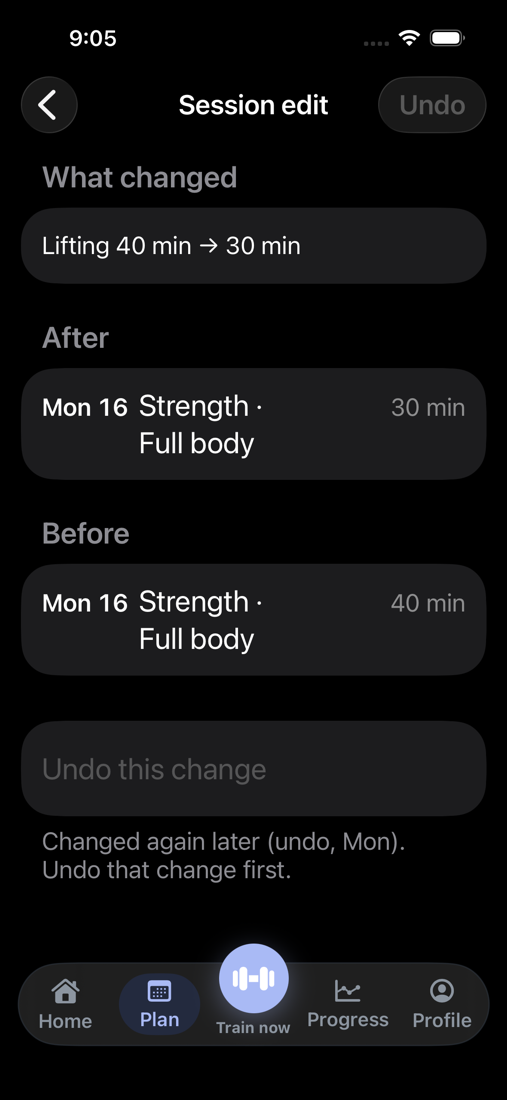 9:05
Session edit
Undo
What changed
Lifting 40 min → 30 min
After
Mon 16 Strength · 30 min
Full body
Before
Mon 16 Strength · 40 min
Full body
Undo this change
Changed again later (undo, Mon).
Undo that change first.
Home
Plan
Train now
Progress
Profile